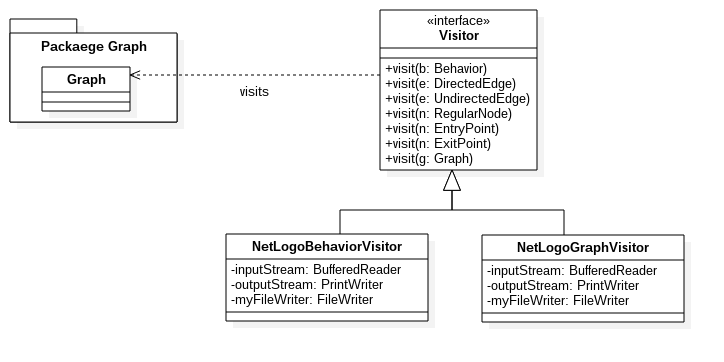 Packaege Graph
Graph
visits
«interface»
Visitor
+visit(b: Behavior)
+visit(e: DirectedEdge)
+visit(e: UndirectedEdge)
+visit(n: RegularNode)
+visit(n: EntryPoint)
+visit(n: ExitPoint)
+visit(g: Graph)
NetLogoBehaviorVisitor
-inputStream: BufferedReader
-outputStream: PrintWriter
-myFileWriter: FileWriter
NetLogoGraphVisitor
-inputStream: BufferedReader
-outputStream: PrintWriter
-myFileWriter: FileWriter